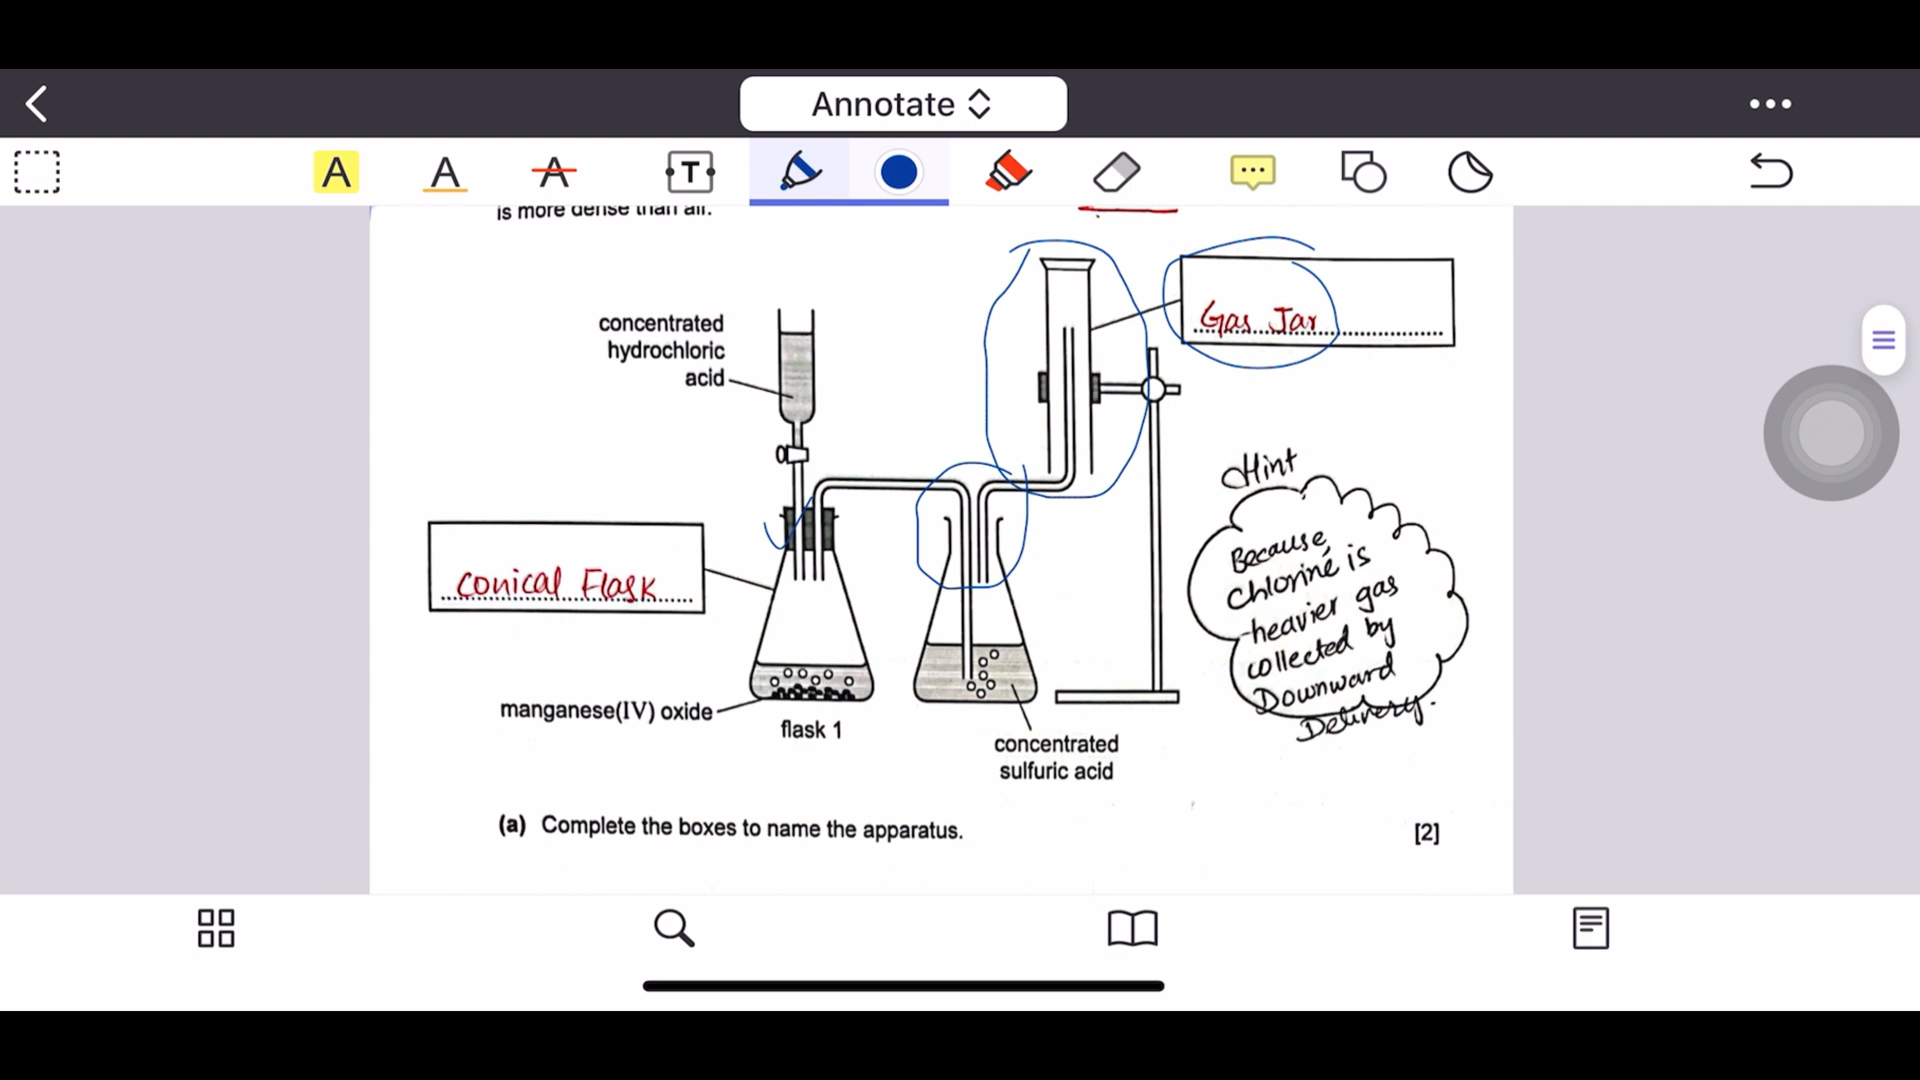 Annotate
A
A
A
T
is more dense than air.
Gas Jar
concentrated
hydrochloric
acid
Hint
Because,
chlorine is
heavier gas
collected by
Downward
Delivery.
Conical Flask
manganese(IV) oxide
flask 1
concentrated
sulfuric acid
(a) Complete the boxes to name the apparatus.
[2]